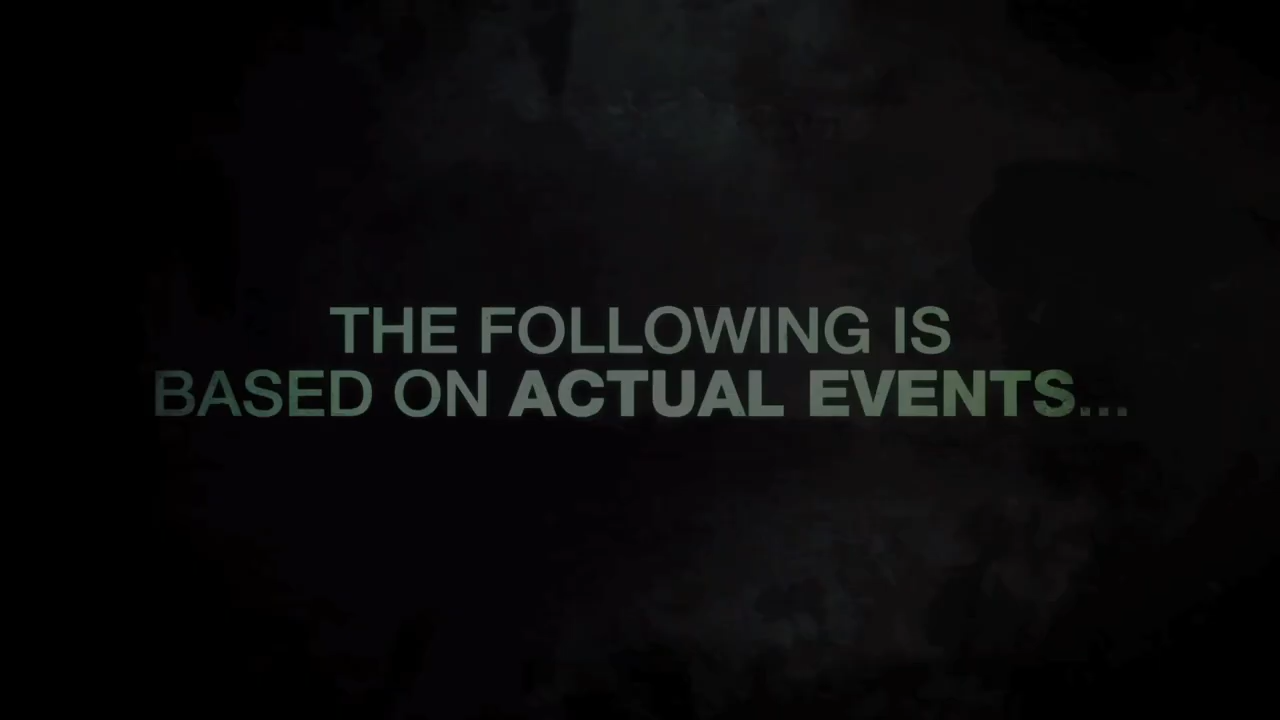 THE FOLLOWING IS
BASED ON ACTUAL EVENTS...